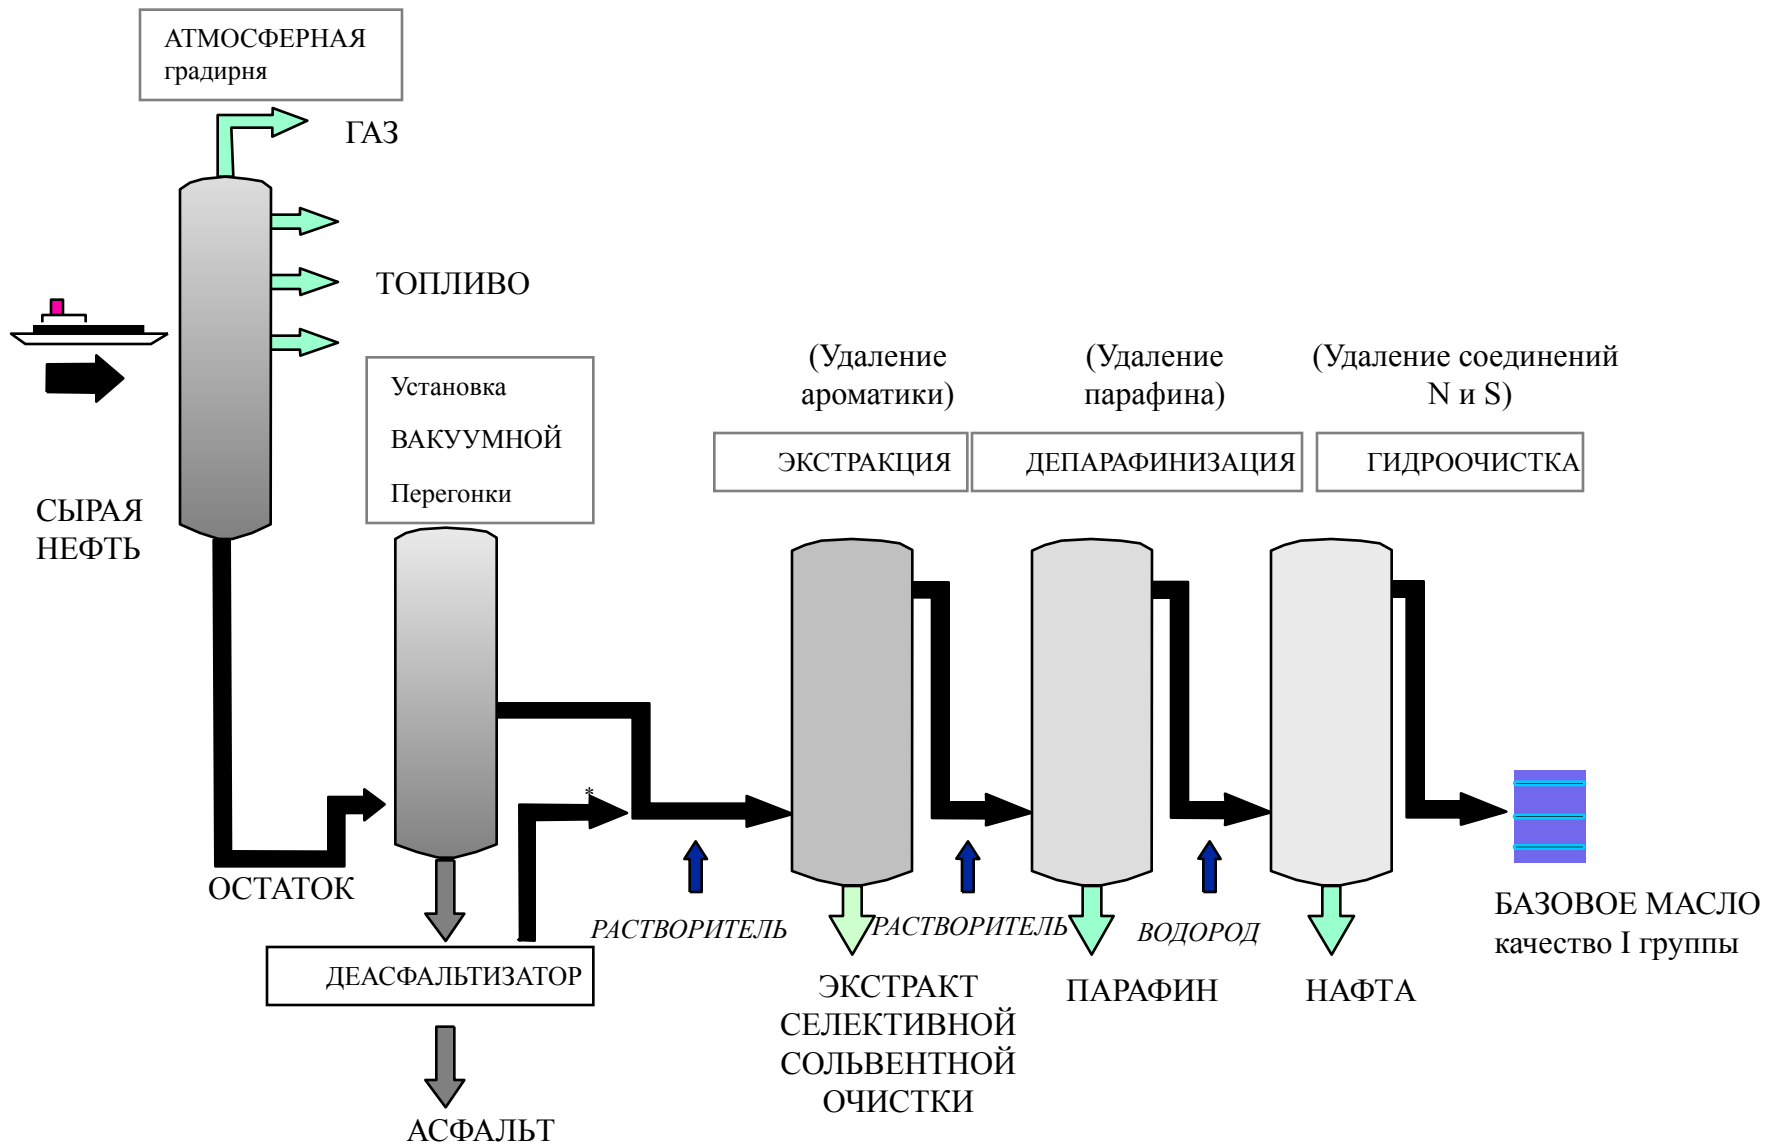 АТМОСФЕРНАЯ
градирня
ГАЗ
ТОПЛИВО
СЫРАЯ
НЕФТЬ
Установка
ВАКУУМНОЙ
Перегонки
(Удаление
ароматики)
(Удаление
парафина)
(Удаление соединений
N и S)
ЭКСТРАКЦИЯ
ДЕПАРАФИНИЗАЦИЯ
ГИДРООЧИСТКА
*
ОСТАТОК
РАСТВОРИТЕЛЬ
РАСТВОРИТЕЛЬ
ВОДОРОД
БАЗОВОЕ МАСЛО
качество I группы
ДЕАСФАЛЬТИЗАТОР
ЭКСТРАКТ
СЕЛЕКТИВНОЙ
СОЛЬВЕНТНОЙ
ОЧИСТКИ
ПАРАФИН
НАФТА
АСФАЛЬТ